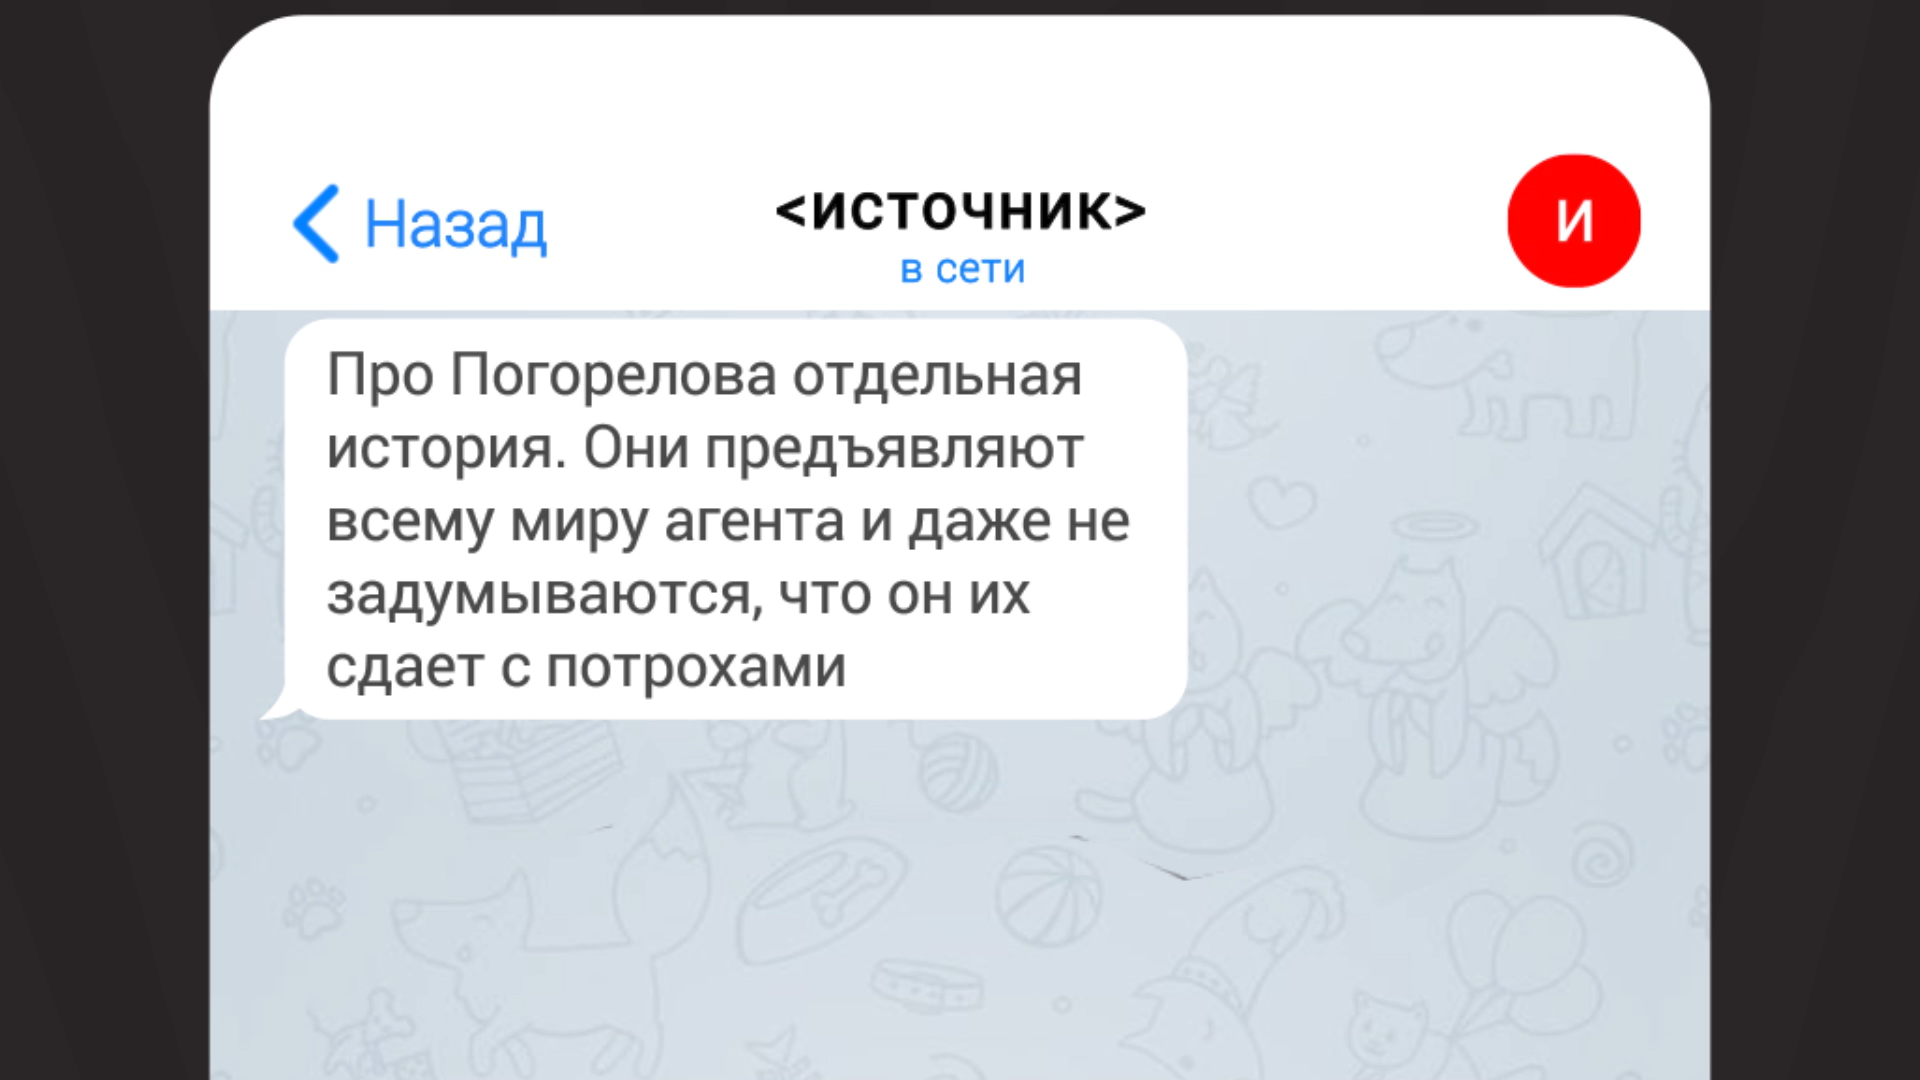 Назад
<источник>
в сети
И
Про Погорелова отдельная
история. Они предъявляют
всему миру агента и даже не
задумываются, что он их
сдает с потрохами